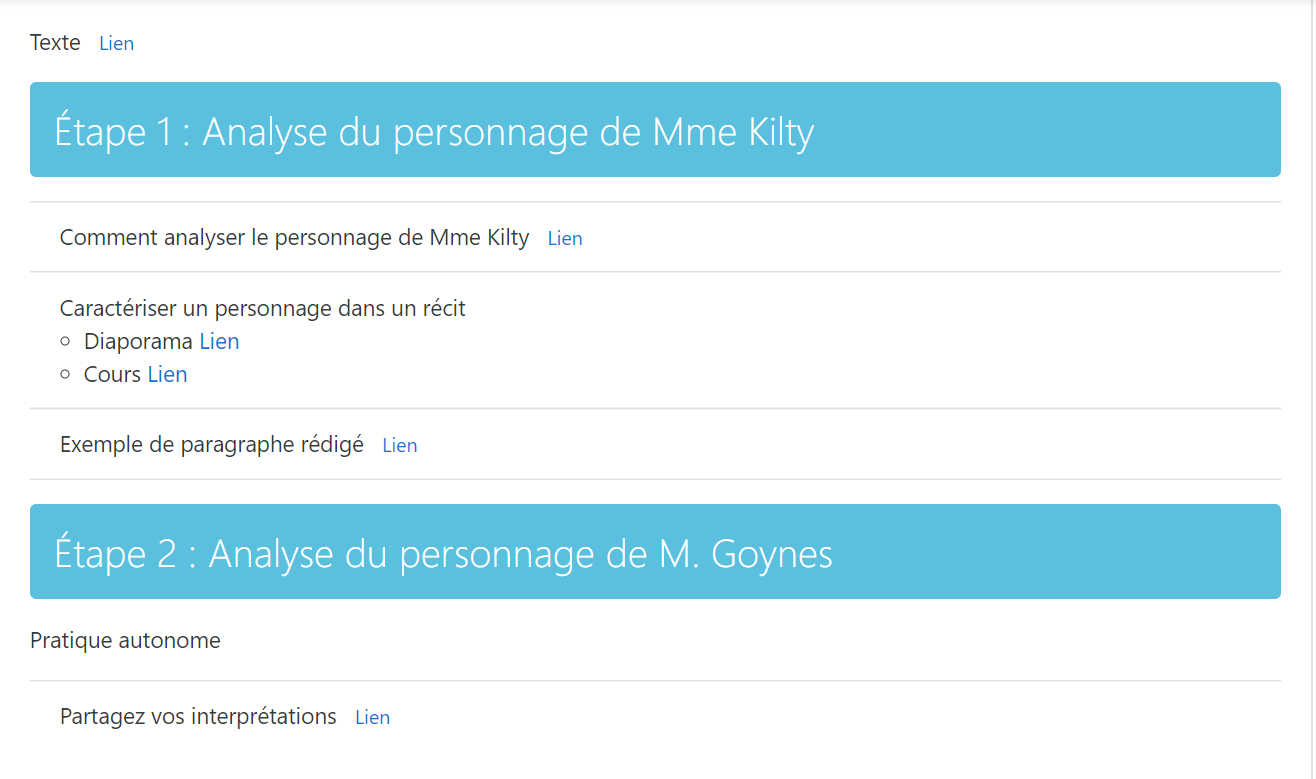 Texte Lien
Étape 1 : Analyse du personnage de Mme Kilty
Comment analyser le personnage de Mme Kilty Lien
Caractériser un personnage dans un récit
Diaporama Lien
Cours Lien
Exemple de paragraphe rédigé Lien
Étape 2 : Analyse du personnage de M. Goynes
Pratique autonome
Partagez vos interprétations Lien